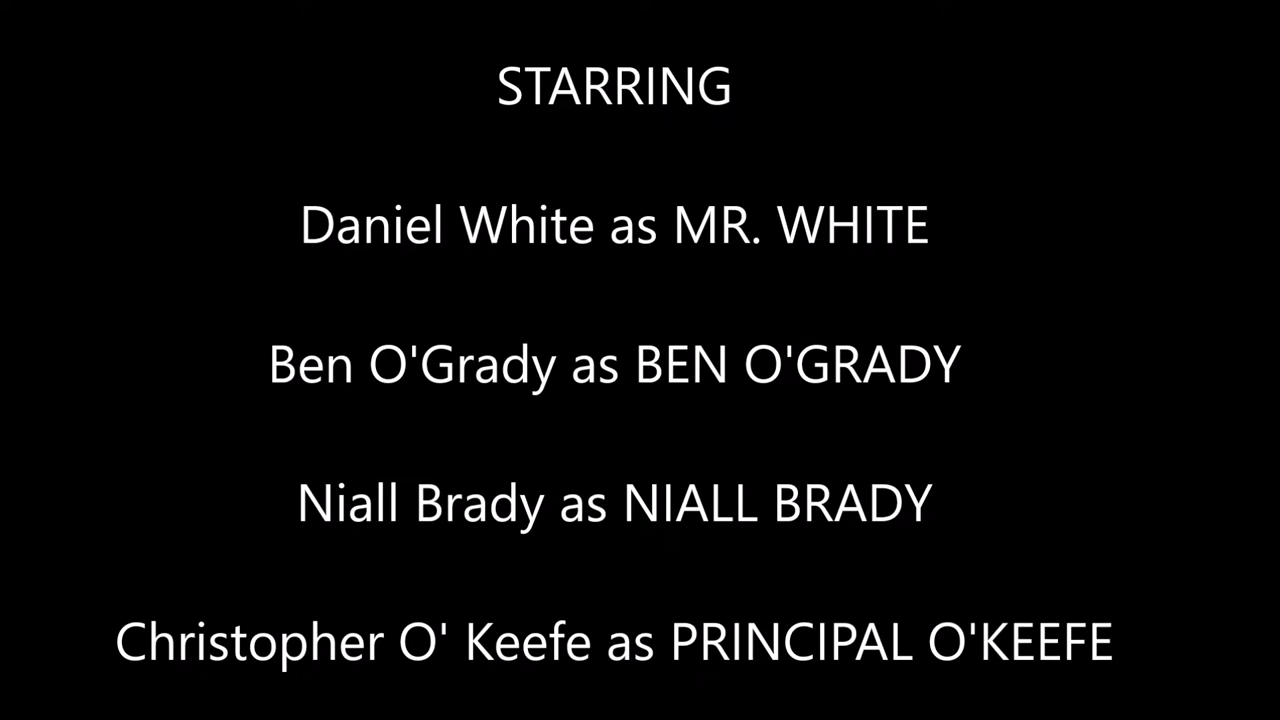 STARRING
Daniel White as MR. WHITE
Ben O'Grady as BEN O'GRADY
Niall Brady as NIALL BRADY
Christopher O' Keefe as PRINCIPAL O'KEEFE